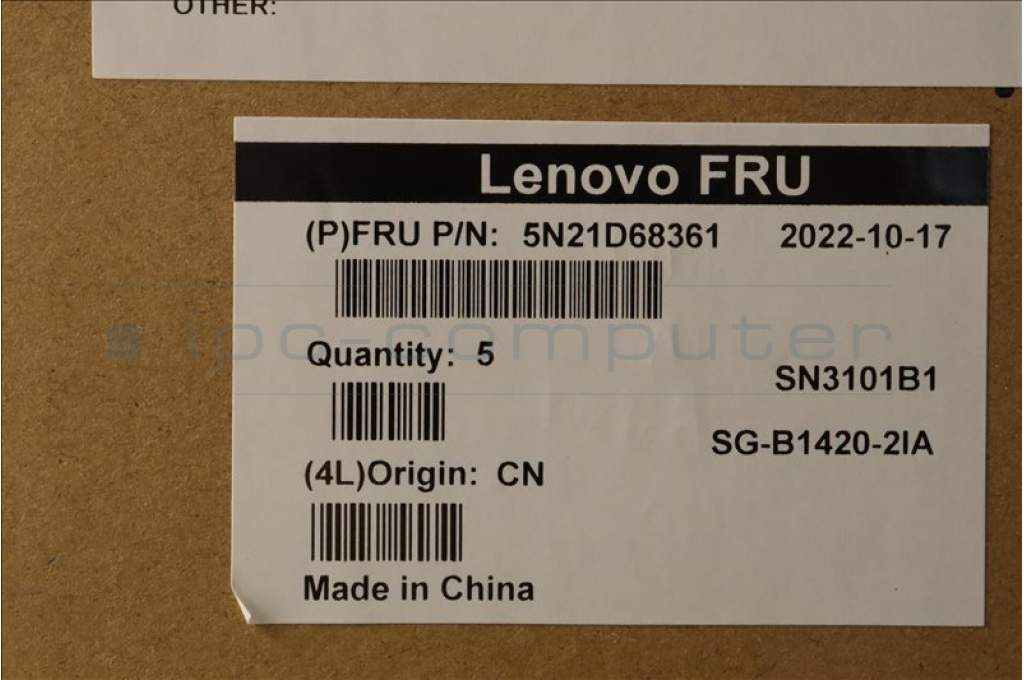 OTHER:
Lenovo FRU
(P)FRU P/N: 5N21D68361 2022-10-17
ipc-computer
Quantity: 5
SN3101B1
SG-B1420-2IA
(4L)Origin: CN
Made in China